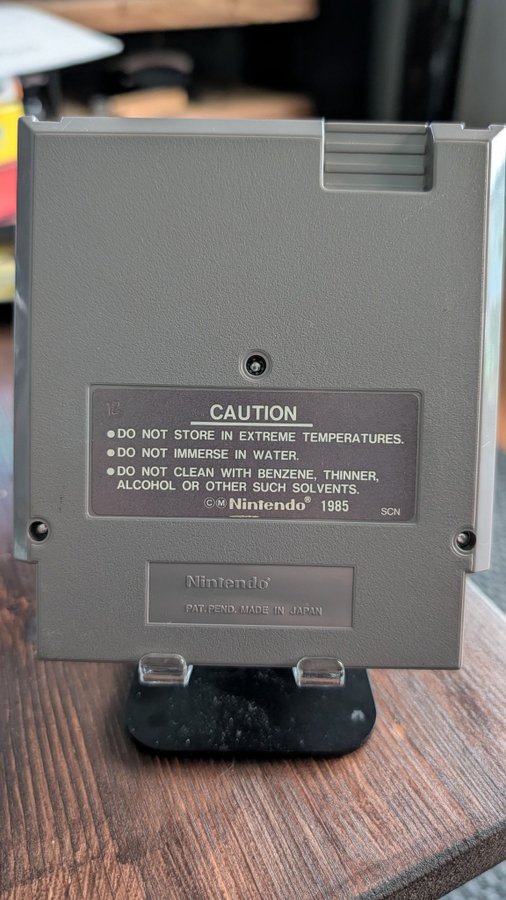 CAUTION
●DO NOT STORE IN EXTREME TEMPERATURES.
●DO NOT IMMERSE IN WATER.
●DO NOT CLEAN WITH BENZENE, THINNER,
ALCOHOL OR OTHER SUCH SOLVENTS.
©Ⓜ Nintendo® 1985
SCN
Nintendo®
PAT. PEND. MADE IN JAPAN